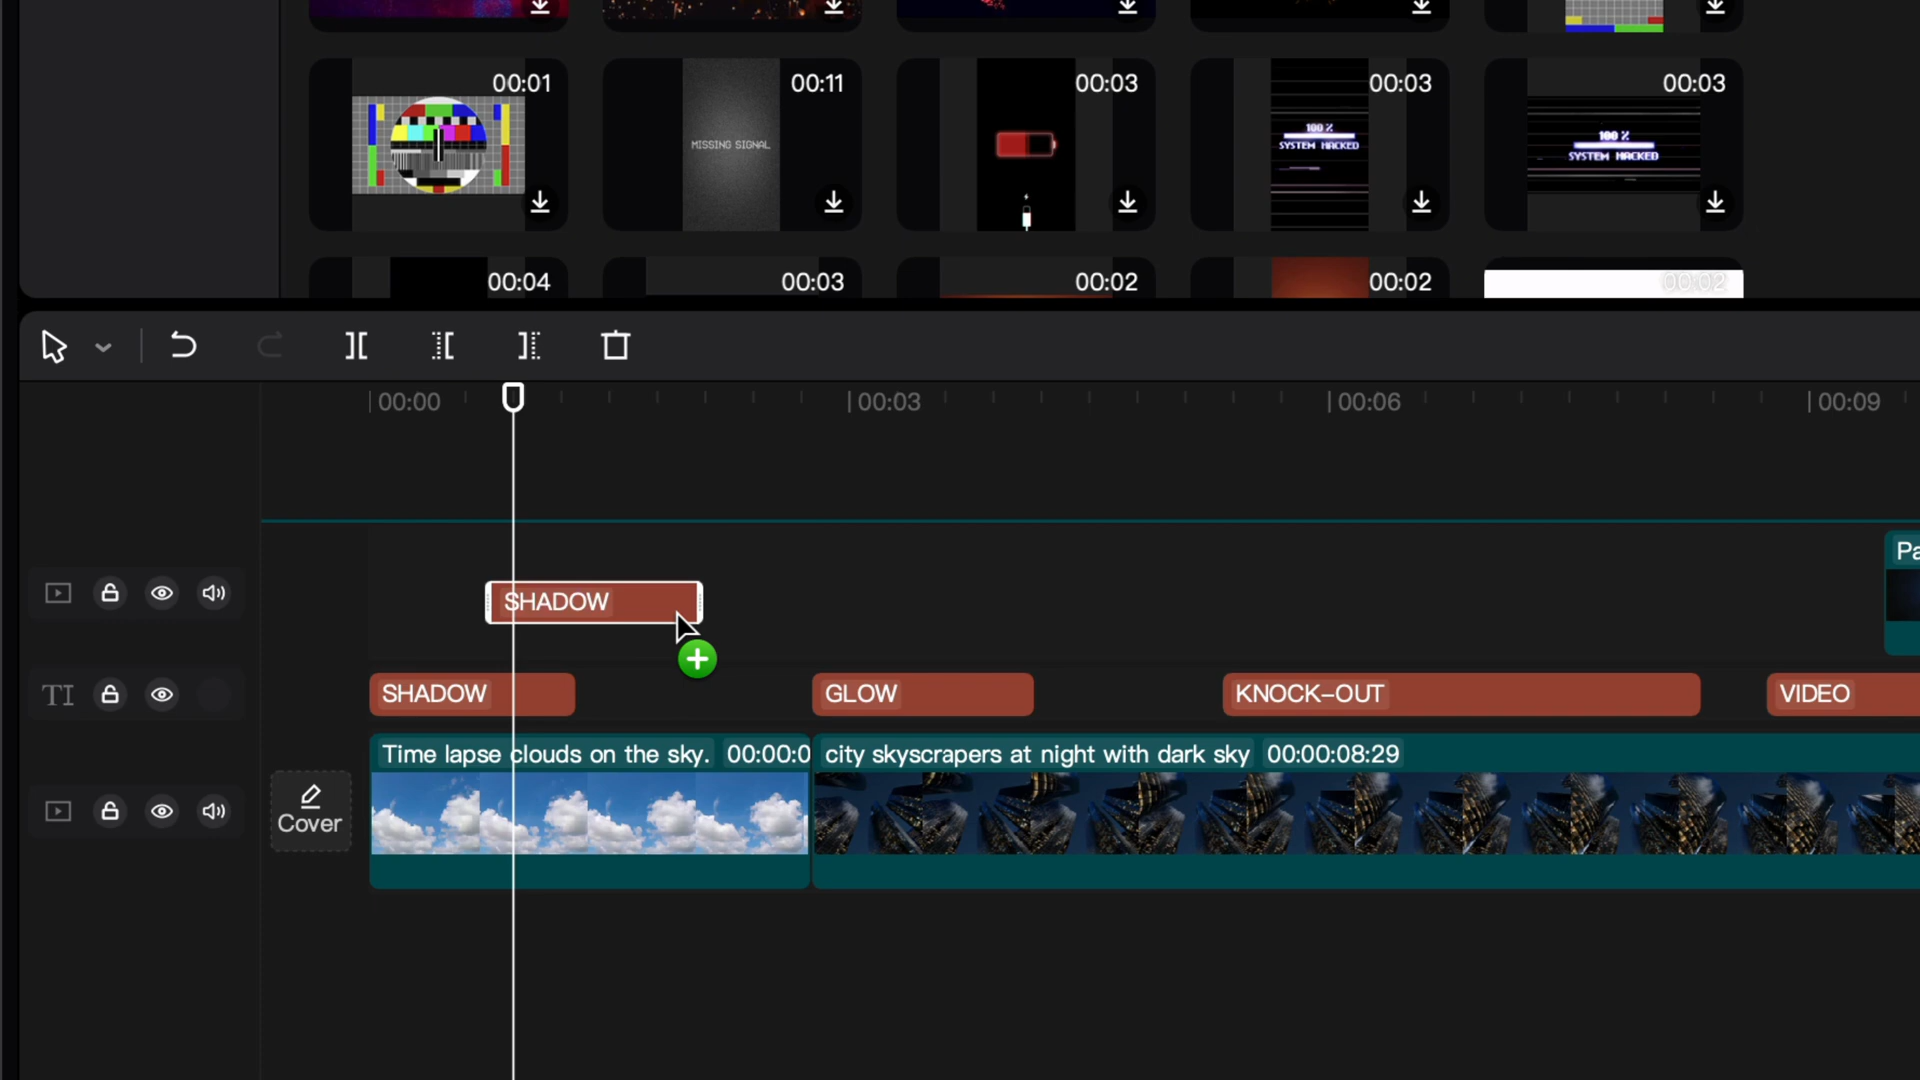 00:01
00:11
00:03
00:03
00:03
MISSING SIGNAL
100 %
SYSTEM HACKED
100 %
SYSTEM HACKED
00:04
00:03
00:02
00:02
00:02
00:00
00:03
00:06
00:09
Pa
SHADOW
TI
SHADOW
GLOW
KNOCK-OUT
VIDEO
Time lapse clouds on the sky. 00:00:0
city skyscrapers at night with dark sky 00:00:08:29
Cover